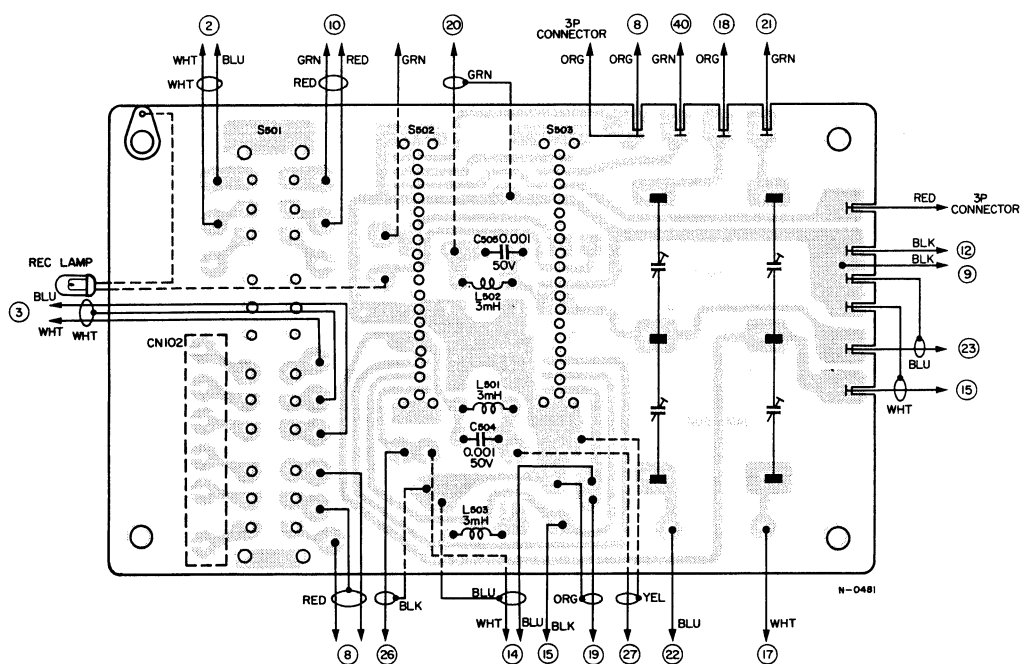 2 10 20 3P CONNECTOR 8 40 18 21
WHT BLU GRN RED GRN GRN ORG ORG GRN ORG GRN
WHT RED
S501 S502 S503
RED 3P CONNECTOR
C505 0.001 50V
BLK 12
BLK 9
REC LAMP
L502 3mH
BLU
3
WHT WHT
CN102
23
BLU
15
WHT
L501 3mH
C504 0.001 50V
L503 3mH
N-0481
RED BLK BLU ORG YEL
WHT BLU BLK BLU WHT
8 26 14 15 19 27 22 17